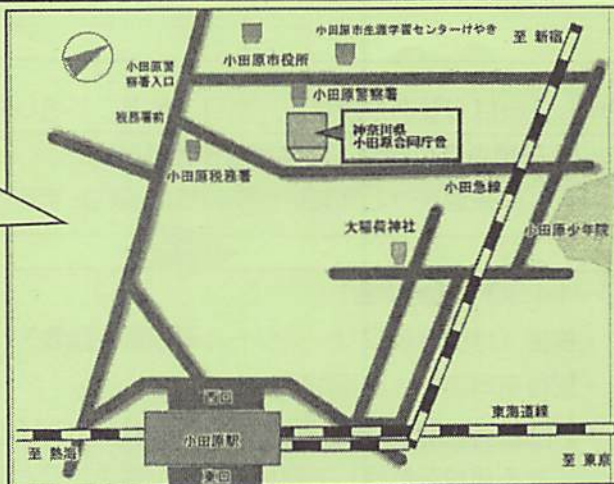 小田原市生涯学習センターけやき
至 新宿
小田原市役所
小田原警
察署入口
小田原警察署
税務署前
神奈川県
小田原合同庁舎
小田原税務署
小田急線
大稲荷神社
小田原少年院
西口
東海道線
小田原駅
至 熱海
至 東京
東口